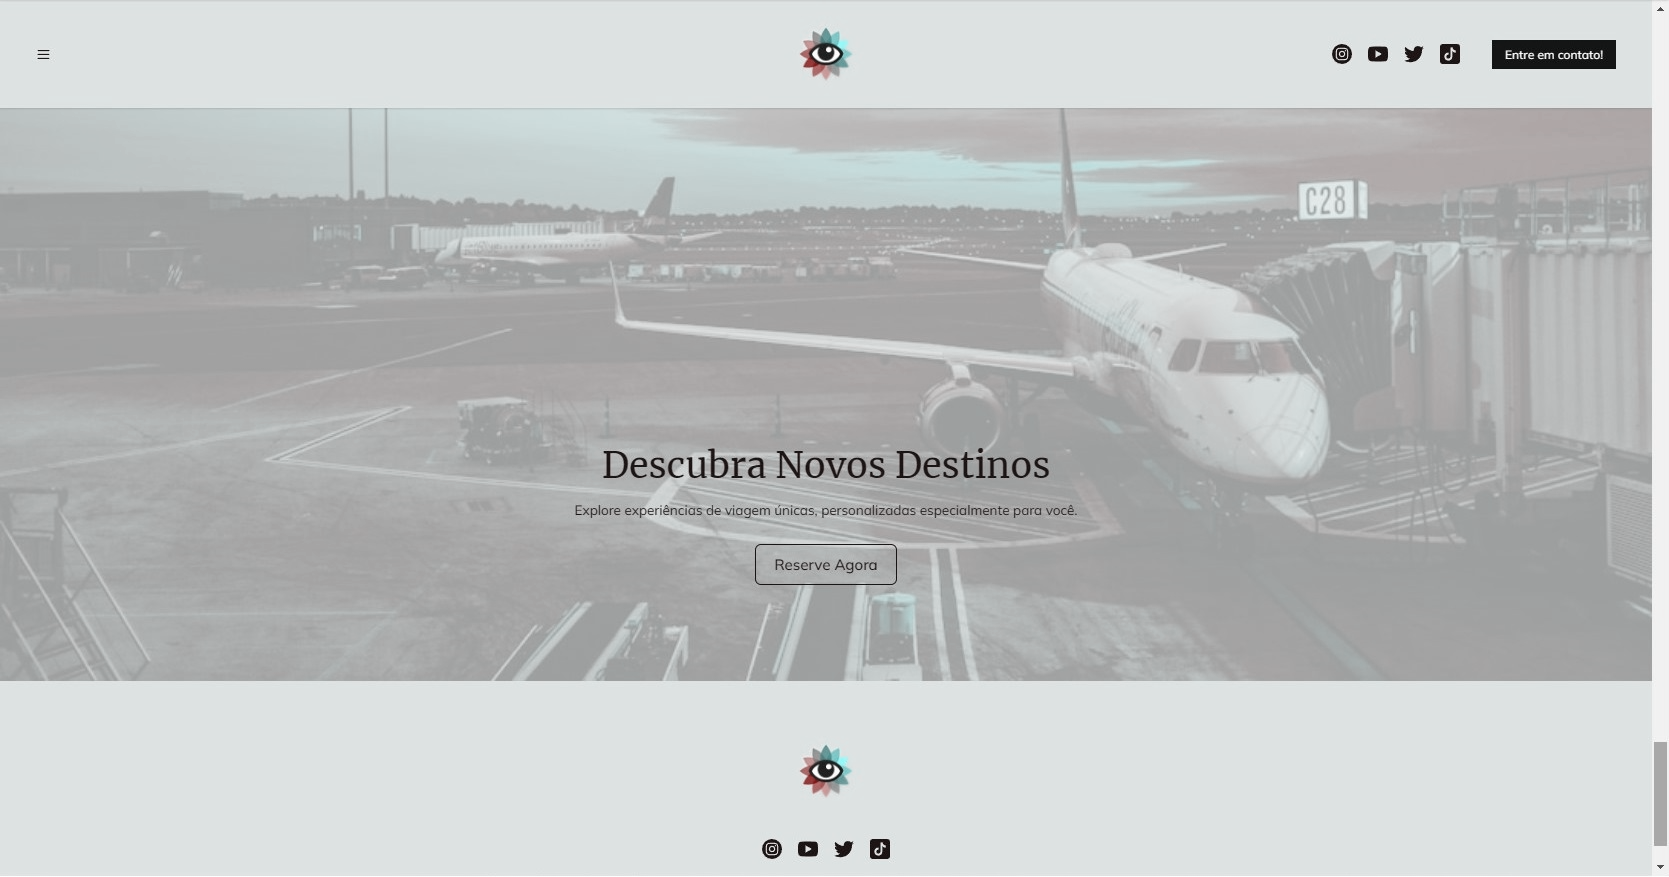 Entre em contato!
C28
Descubra Novos Destinos
Explore experiências de viagem únicas, personalizadas especialmente para você.
Reserve Agora